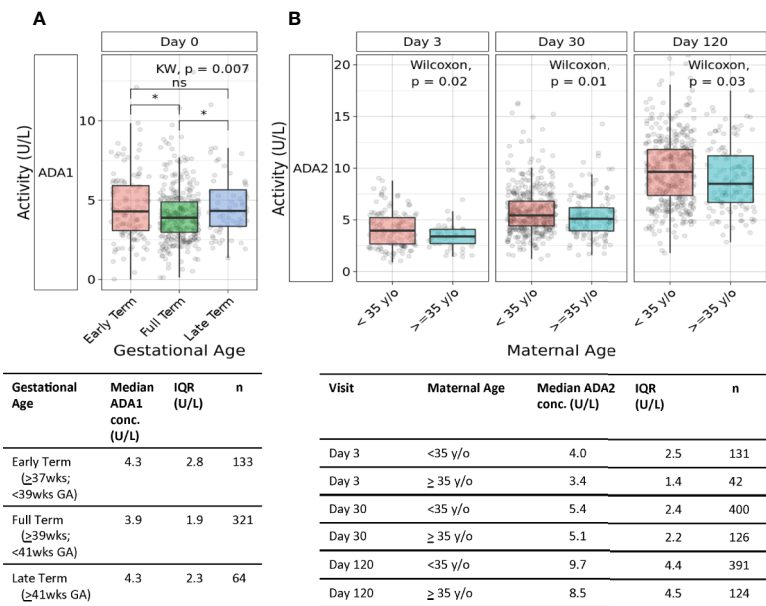 A
Day 0
KW, p = 0.007
ns
*
*
ADA1
Activity (U/L)
10
5
0
Early Term
Full Term
Late Term
Gestational Age
B
Day 3
Day 30
Day 120
Wilcoxon,
p = 0.02
Wilcoxon,
p = 0.01
Wilcoxon,
p = 0.03
ADA2
Activity (U/L)
20
15
10
5
0
< 35 y/o
>=35 y/o
< 35 y/o
>=35 y/o
< 35 y/o
>=35 y/o
Maternal Age
Gestational Age
Median ADA1 conc. (U/L)
IQR (U/L)
n
Early Term (≥37wks; <39wks GA) 4.3 2.8 133
Full Term (≥39wks; <41wks GA) 3.9 1.9 321
Late Term (≥41wks GA) 4.3 2.3 64
Visit
Maternal Age
Median ADA2 conc. (U/L)
IQR (U/L)
n
Day 3 <35 y/o 4.0 2.5 131
Day 3 ≥ 35 y/o 3.4 1.4 42
Day 30 <35 y/o 5.4 2.4 400
Day 30 ≥ 35 y/o 5.1 2.2 126
Day 120 <35 y/o 9.7 4.4 391
Day 120 ≥ 35 y/o 8.5 4.5 124